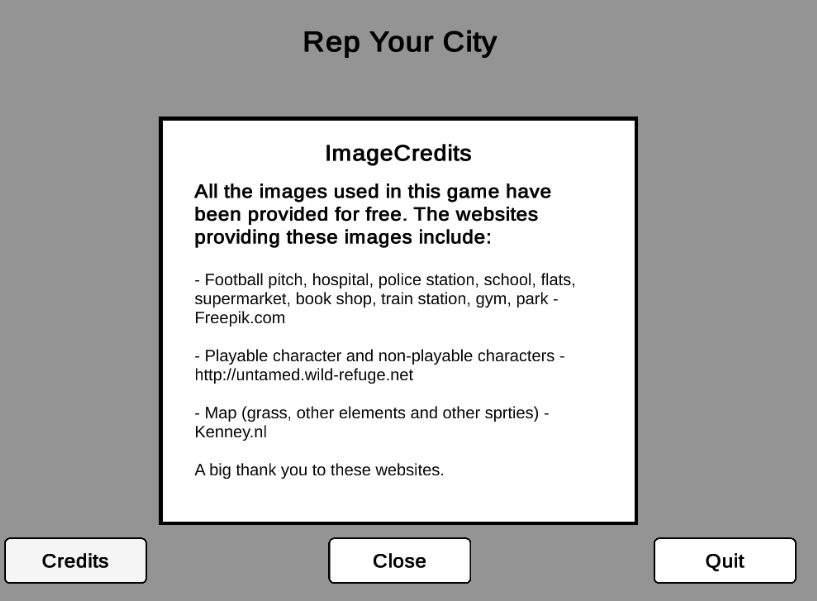 Rep Your City
ImageCredits
All the images used in this game have
been provided for free. The websites
providing these images include:
- Football pitch, hospital, police station, school, flats,
supermarket, book shop, train station, gym, park -
Freepik.com
- Playable character and non-playable characters -
http://untamed.wild-refuge.net
- Map (grass, other elements and other sprties) -
Kenney.nl
A big thank you to these websites.
Credits
Close
Quit